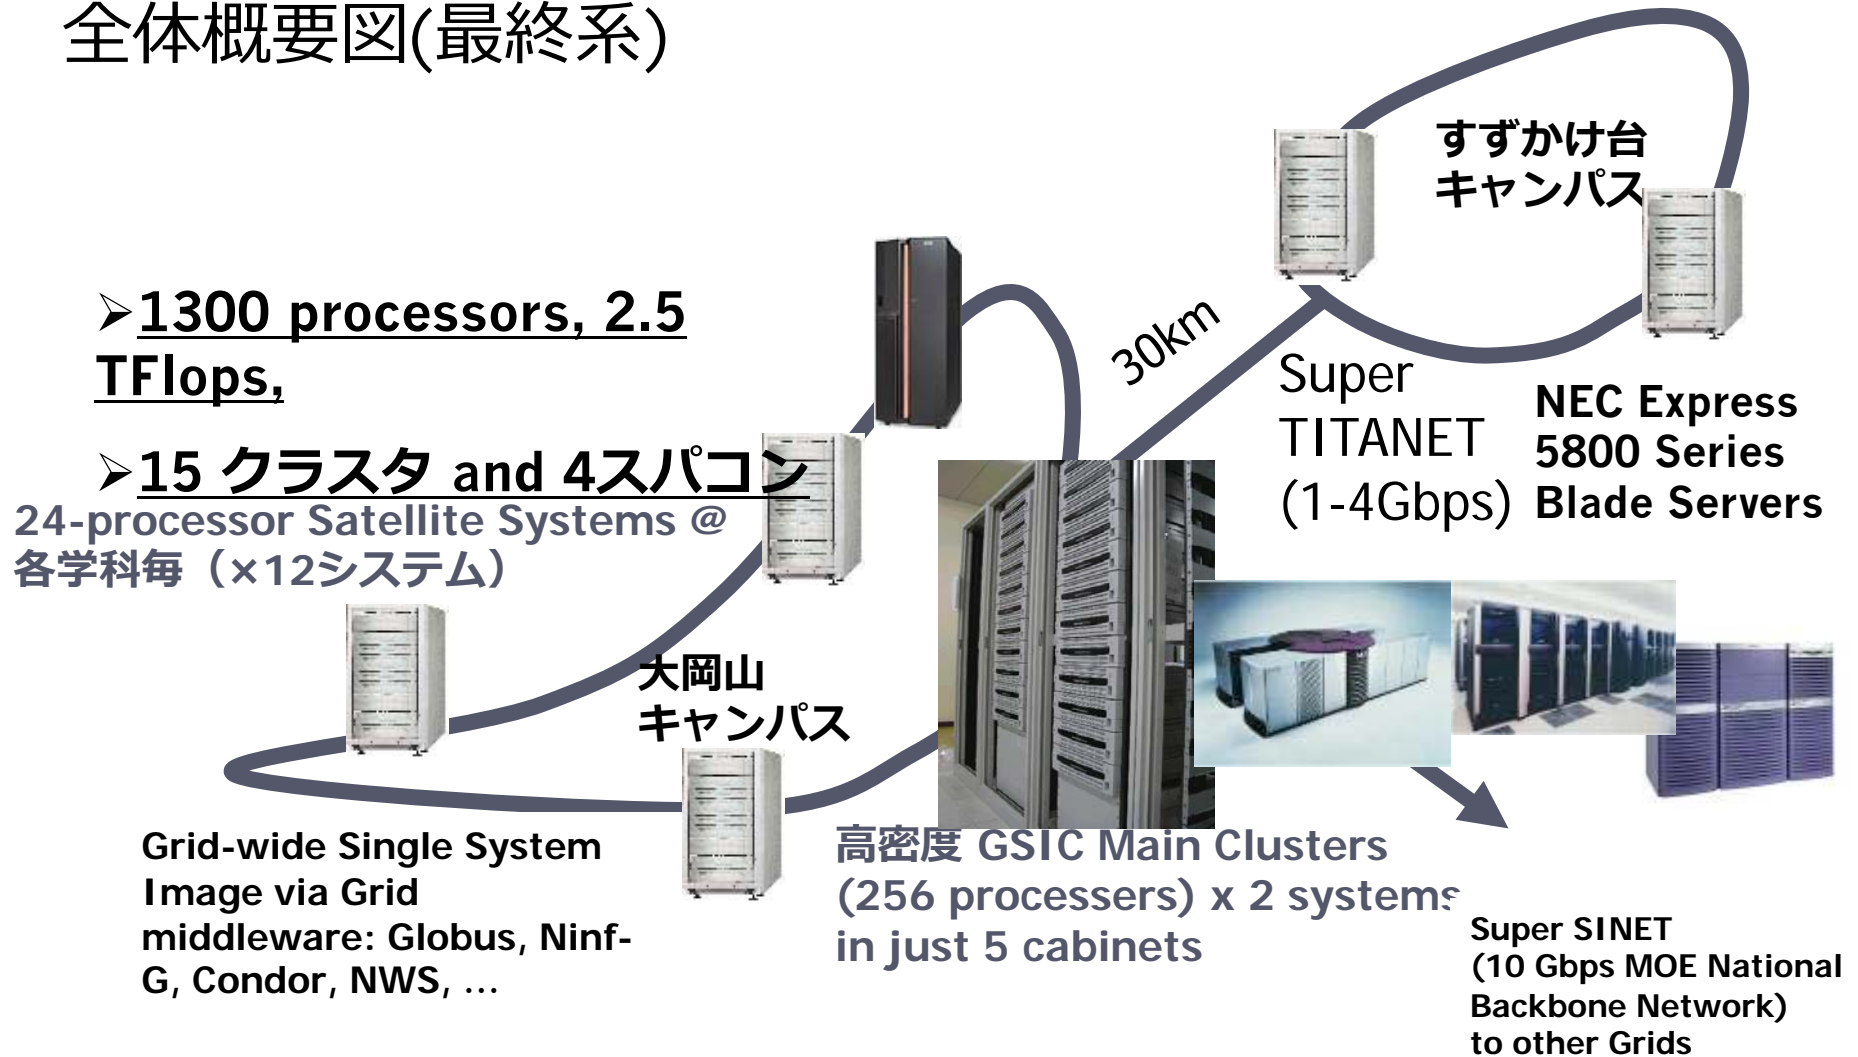 全体概要図(最終系)
すずかけ台
キャンパス
➢1300 processors, 2.5
TFlops,
➢15 クラスタ and 4スパコン
24-processor Satellite Systems @
各学科毎（×12システム）
30km
Super
TITANET
(1-4Gbps)
NEC Express
5800 Series
Blade Servers
大岡山
キャンパス
Grid-wide Single System
Image via Grid
middleware: Globus, Ninf-
G, Condor, NWS, …
高密度 GSIC Main Clusters
(256 processers) x 2 systems
in just 5 cabinets
Super SINET
(10 Gbps MOE National
Backbone Network)
to other Grids